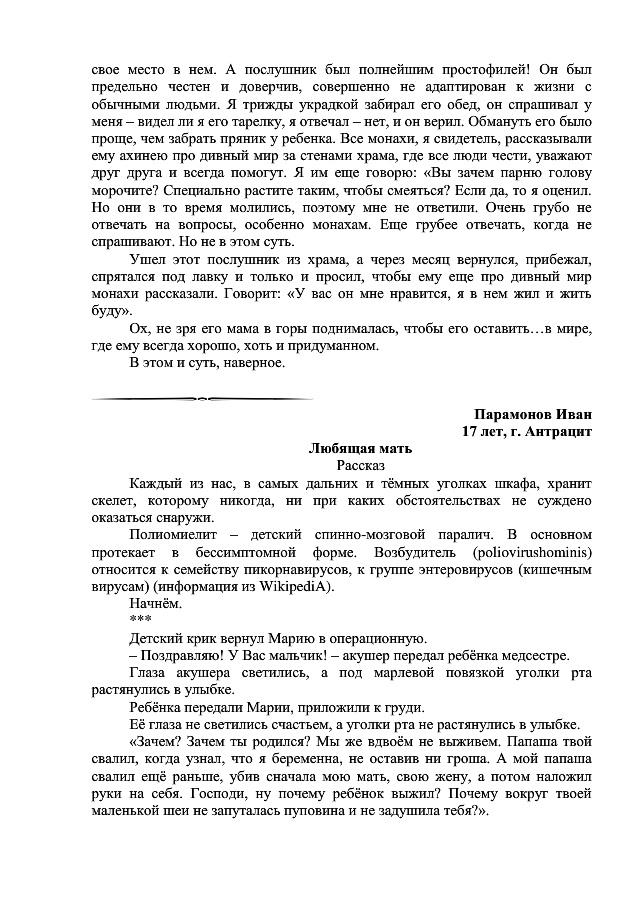 свое место в нем. А послушник был полнейшим простофилей! Он был
предельно честен и доверчив, совершенно не адаптирован к жизни с
обычными людьми. Я трижды украдкой забирал его обед, он спрашивал у
меня – видел ли я его тарелку, я отвечал – нет, и он верил. Обмануть его было
проще, чем забрать пряник у ребенка. Все монахи, я свидетель, рассказывали
ему ахинею про дивный мир за стенами храма, где все люди чести, уважают
друг друга и всегда помогут. Я им еще говорю: «Вы зачем парню голову
морочите? Специально растите таким, чтобы смеяться? Если да, то я оценил.
Но они в то время молились, поэтому мне не ответили. Очень грубо не
отвечать на вопросы, особенно монахам. Еще грубее отвечать, когда не
спрашивают. Но не в этом суть.
Ушел этот послушник из храма, а через месяц вернулся, прибежал,
спрятался под лавку и только и просил, чтобы ему еще про дивный мир
монахи рассказали. Говорит: «У вас он мне нравится, я в нем жил и жить
буду».
Ох, не зря его мама в горы поднималась, чтобы его оставить…в мире,
где ему всегда хорошо, хоть и придуманном.
В этом и суть, наверное.
Парамонов Иван
17 лет, г. Антрацит
Любящая мать
Рассказ
Каждый из нас, в самых дальних и тёмных уголках шкафа, хранит
скелет, которому никогда, ни при каких обстоятельствах не суждено
оказаться снаружи.
Полиомиелит – детский спинно-мозговой паралич. В основном
протекает в бессимптомной форме. Возбудитель (poliovirushominis)
относится к семейству пикорнавирусов, к группе энтеровирусов (кишечным
вирусам) (информация из WikipediA).
Начнём.
***
Детский крик вернул Марию в операционную.
– Поздравляю! У Вас мальчик! – акушер передал ребёнка медсестре.
Глаза акушера светились, а под марлевой повязкой уголки рта
растянулись в улыбке.
Ребёнка передали Марии, приложили к груди.
Её глаза не светились счастьем, а уголки рта не растянулись в улыбке.
«Зачем? Зачем ты родился? Мы же вдвоём не выживем. Папаша твой
свалил, когда узнал, что я беременна, не оставив ни гроша. А мой папаша
свалил ещё раньше, убив сначала мою мать, свою жену, а потом наложил
руки на себя. Господи, ну почему ребёнок выжил? Почему вокруг твоей
маленькой шеи не запуталась пуповина и не задушила тебя?».